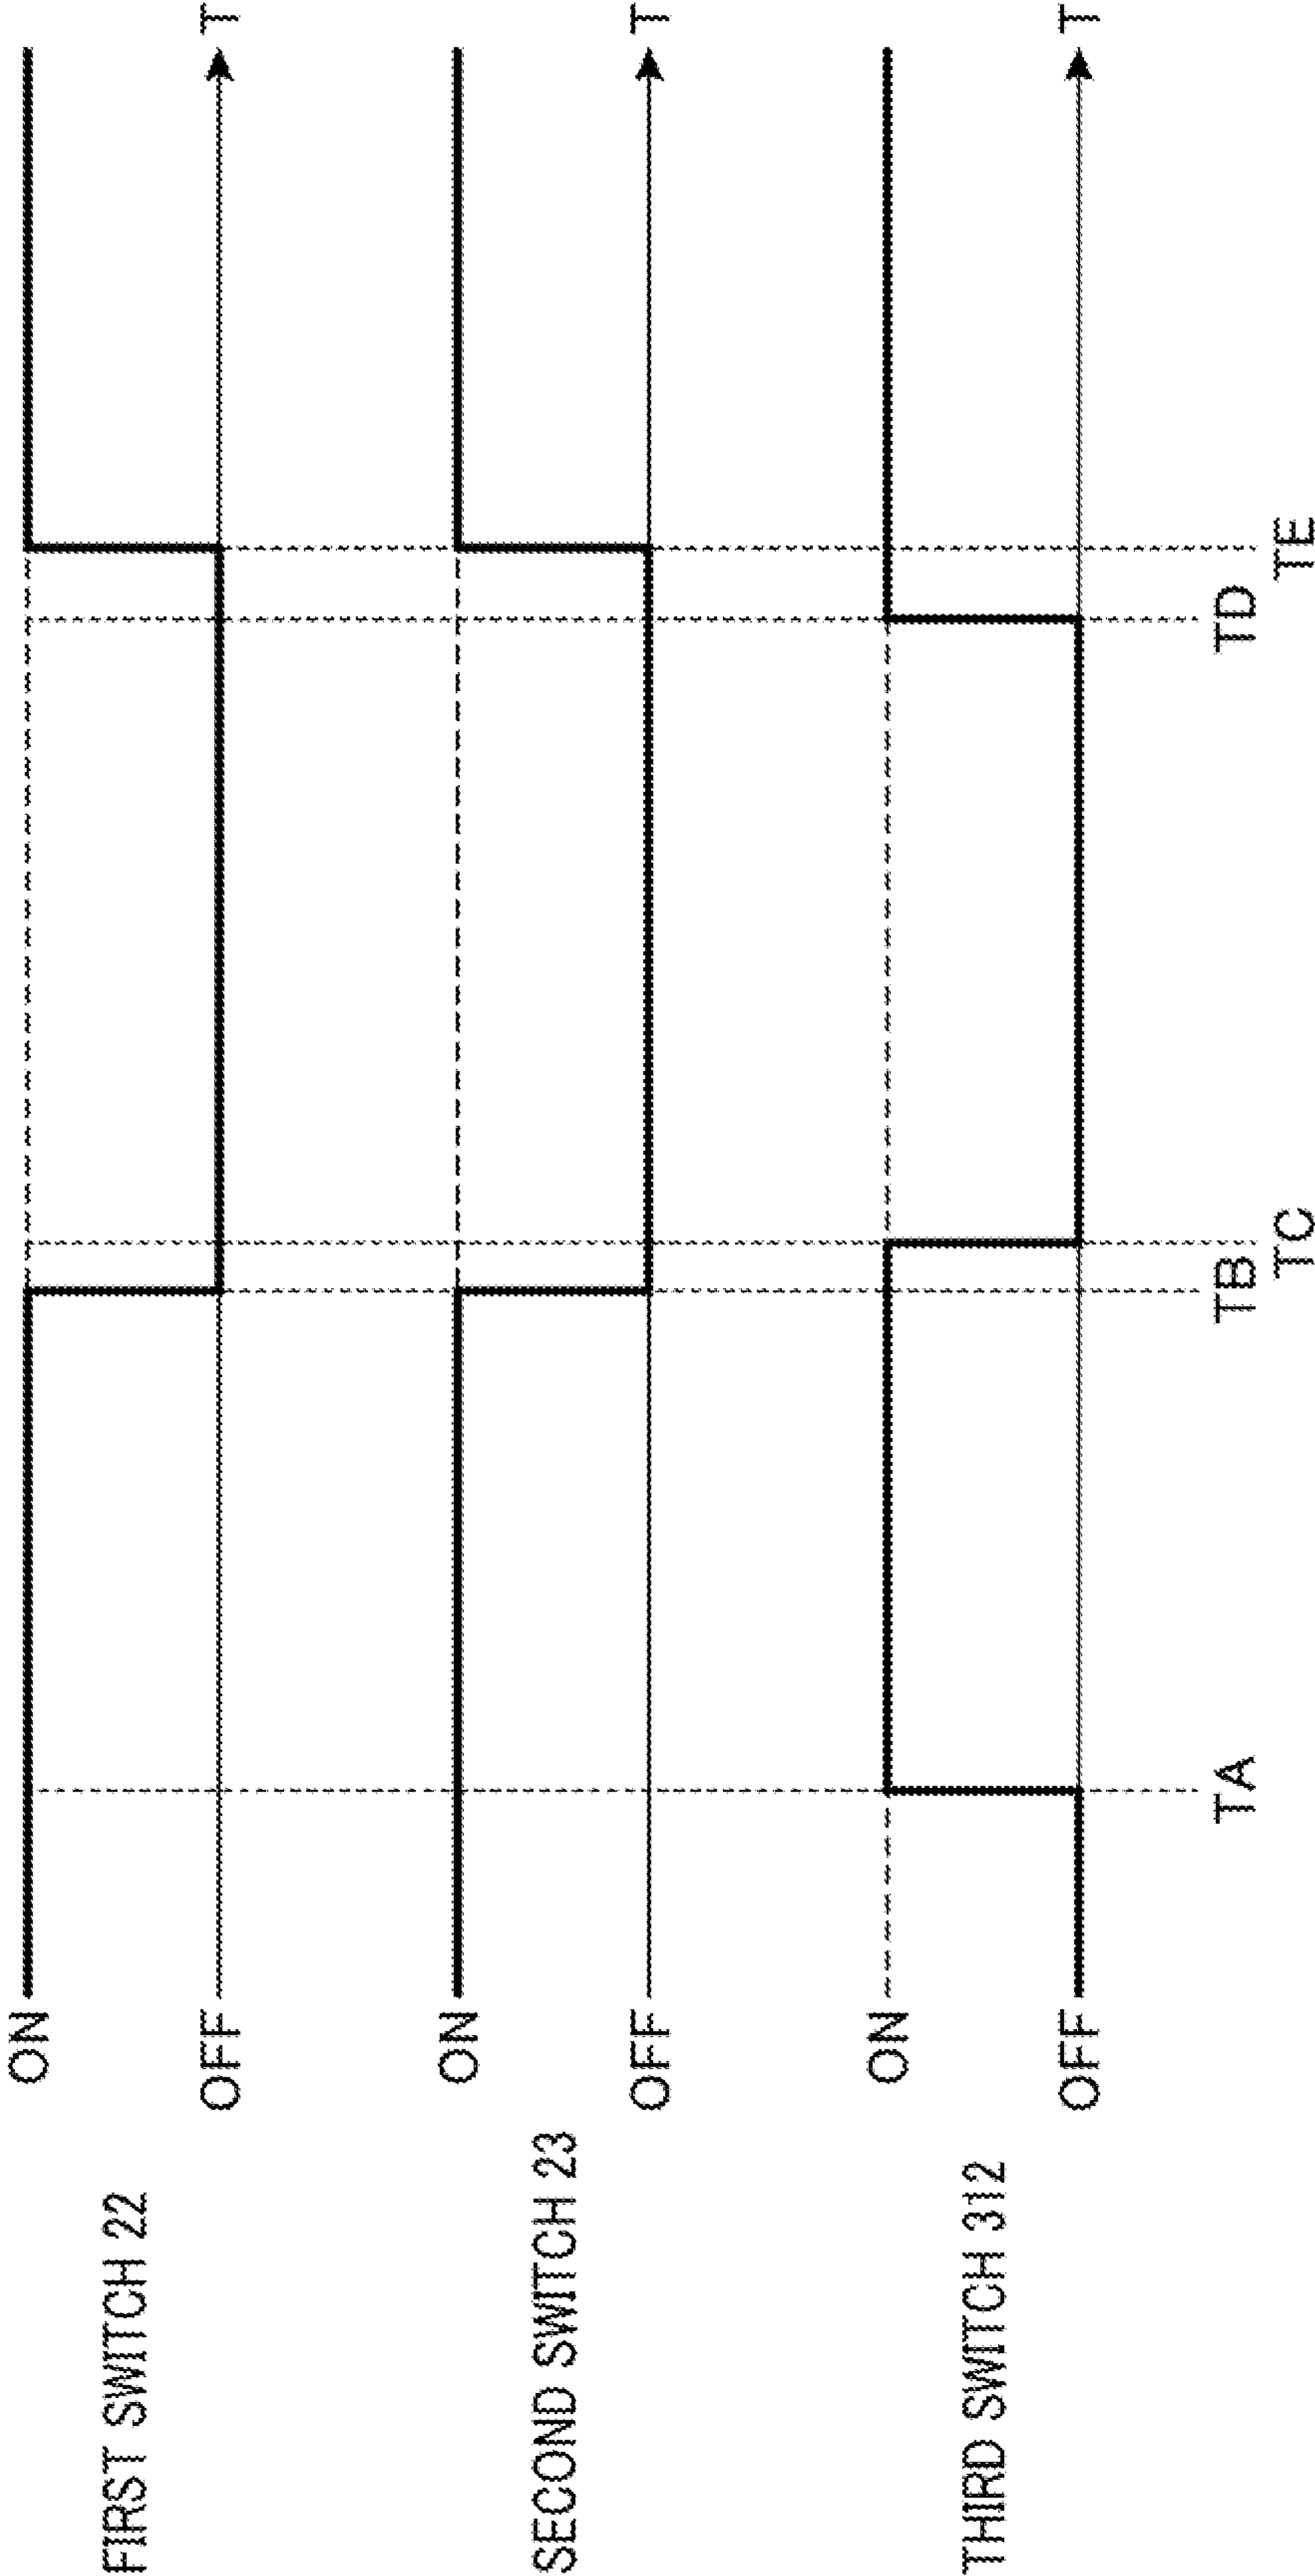 FIRST SWITCH 22
ON
OFF
T
SECOND SWITCH 23
ON
OFF
T
THIRD SWITCH 312
ON
OFF
T
TA
TB
TC
TD
TE